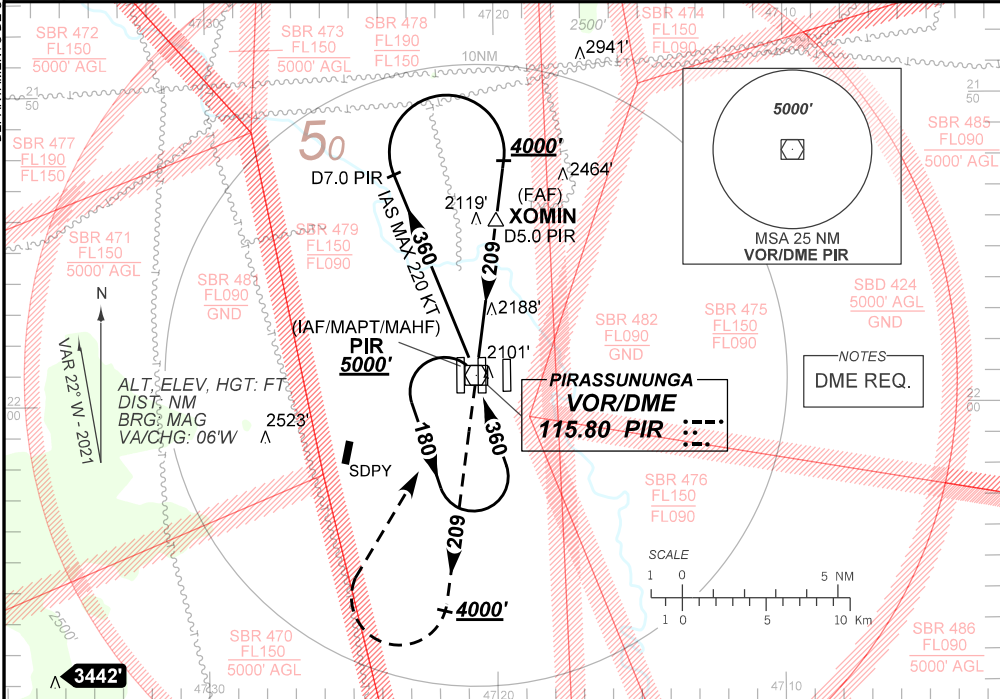 47 30
47 20
47 10
SBR 472
FL150
5000' AGL
SBR 473
FL150
5000' AGL
SBR 478
FL190
FL150
2500'
2941'
SBR 474
FL150
FL090
10NM
21
50
21
50
5000'
MSA 25 NM
VOR/DME PIR
SBR 485
FL090
5000' AGL
SBR 477
FL190
FL150
50
4000'
D7.0 PIR
2464'
(FAF)
XOMIN
D5.0 PIR
2119'
IAS MAX 220 KT
360
209
SBR 479
FL150
FL090
SBR 471
FL150
5000' AGL
FL090
GND
N
VAR 22° W - 2021
2188'
(IAF/MAPT/MAHF)
PIR
5000'
2101'
SBR 482
FL090
GND
SBR 475
FL150
FL090
SBD 424
5000' AGL
GND
NOTES
DME REQ.
ALT, ELEV, HGT: FT
DIST: NM
BRG: MAG
VA/CHG: 06'W
2523'
SDPY
PIRASSUNUNGA
VOR/DME
115.80 PIR
22
00
22
00
180
360
209
SBR 476
FL150
FL090
SCALE
1 0 5 NM
1 0 5 10 Km
4000'
2500'
SBR 470
FL150
5000' AGL
SBR 486
FL090
5000' AGL
3442'
47 30
47 20
47 10